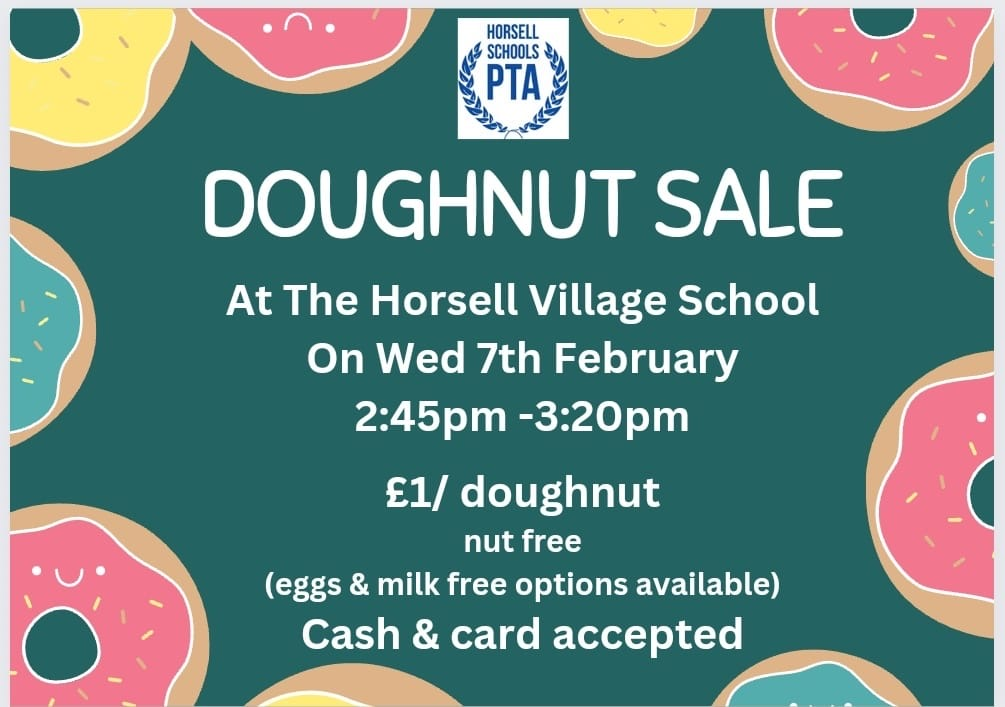 HORSELL
SCHOOLS
PTA
DOUGHNUT SALE
At The Horsell Village School
On Wed 7th February
2:45pm -3:20pm
£1/ doughnut
nut free
(eggs & milk free options available)
Cash & card accepted